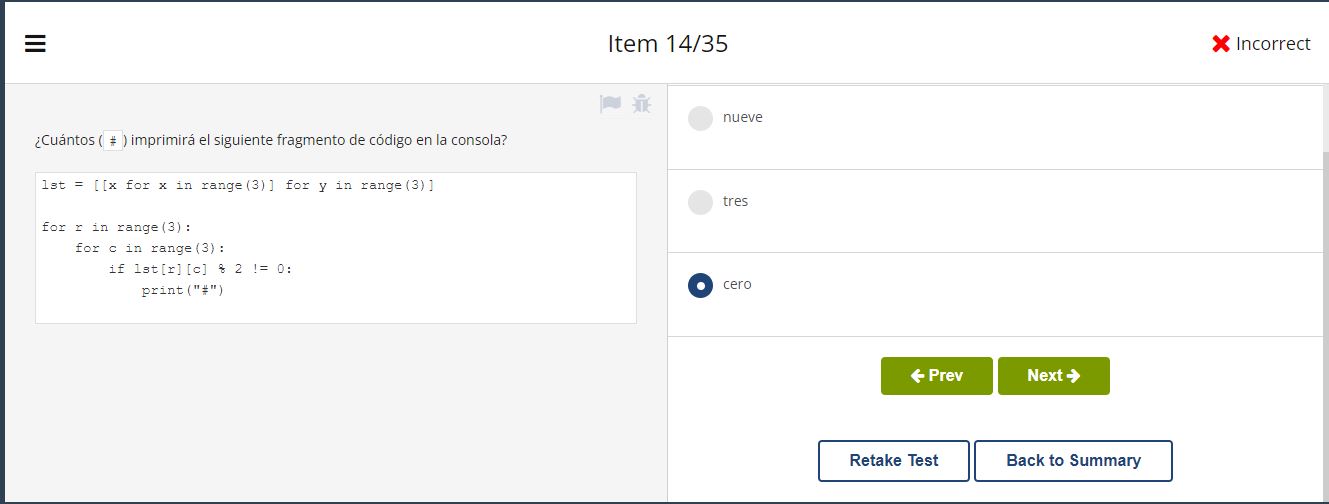 Item 14/35
Incorrect
¿Cuántos ( # ) imprimirá el siguiente fragmento de código en la consola?
lst = [[x for x in range(3)] for y in range(3)]
for r in range(3):
    for c in range(3):
        if lst[r][c] % 2 != 0:
            print("#")
nueve
tres
cero
Prev
Next
Retake Test
Back to Summary